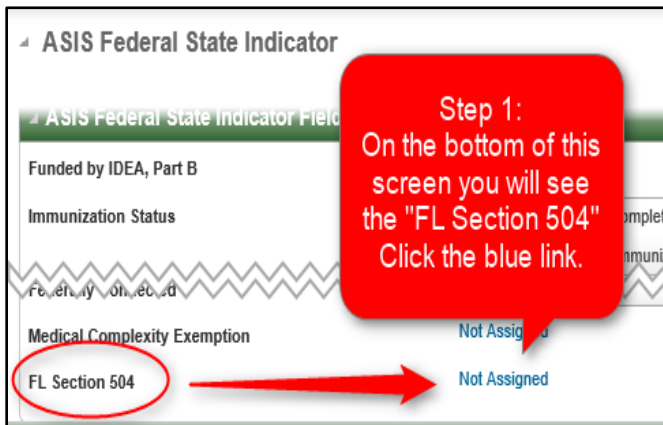 ASIS Federal State Indicator
ASIS Federal State Indicator
Step 1:
On the bottom of this
screen you will see
the "FL Section 504"
Click the blue link.
Funded by IDEA, Part B
Immunization Status
Medical Complexity Exemption
Not Assigned
FL Section 504
Not Assigned